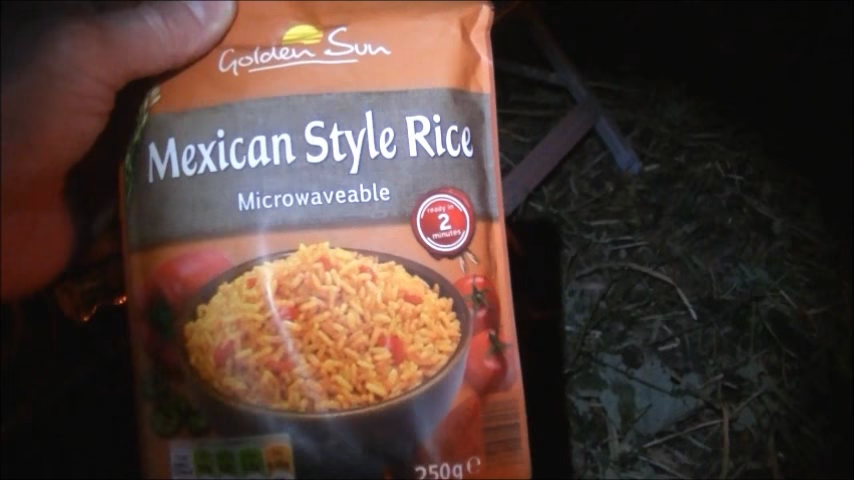 Golden Sun
Mexican Style Rice
Microwaveable
ready in
2
minutes
250g e